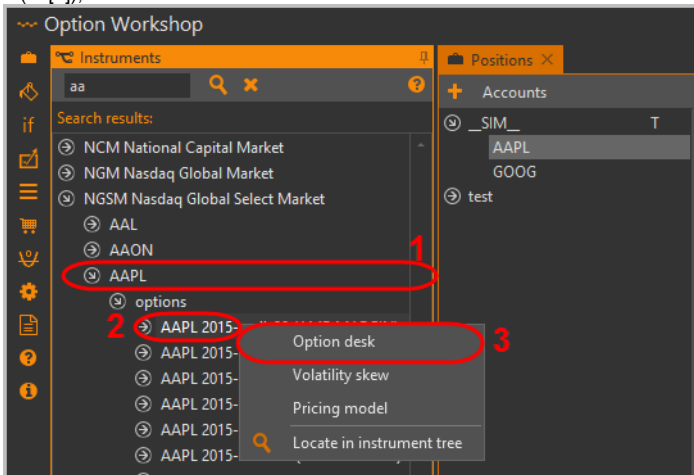 Option Workshop
Instruments
Positions
aa
Accounts
Search results:
__SIM__ T
NCM National Capital Market
AAPL
NGM Nasdaq Global Market
GOOG
NGSM Nasdaq Global Select Market
test
AAL
AAON
1
AAPL
options
2
AAPL 2015-
Option desk
3
AAPL 2015-
Volatility skew
AAPL 2015-
Pricing model
AAPL 2015-
AAPL 2015-
Locate in instrument tree
AAPL 2015-
if